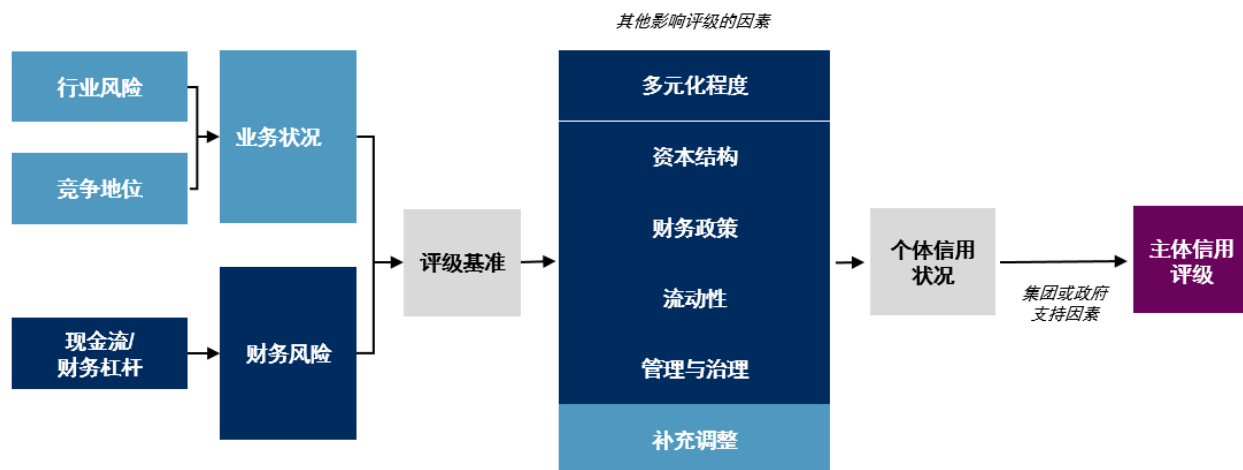 其他影响评级的因素
行业风险
竞争地位
业务状况
现金流/
财务杠杆
财务风险
评级基准
多元化程度
资本结构
财务政策
流动性
管理与治理
补充调整
个体信用
状况
集团或政府
支持因素
主体信用
评级